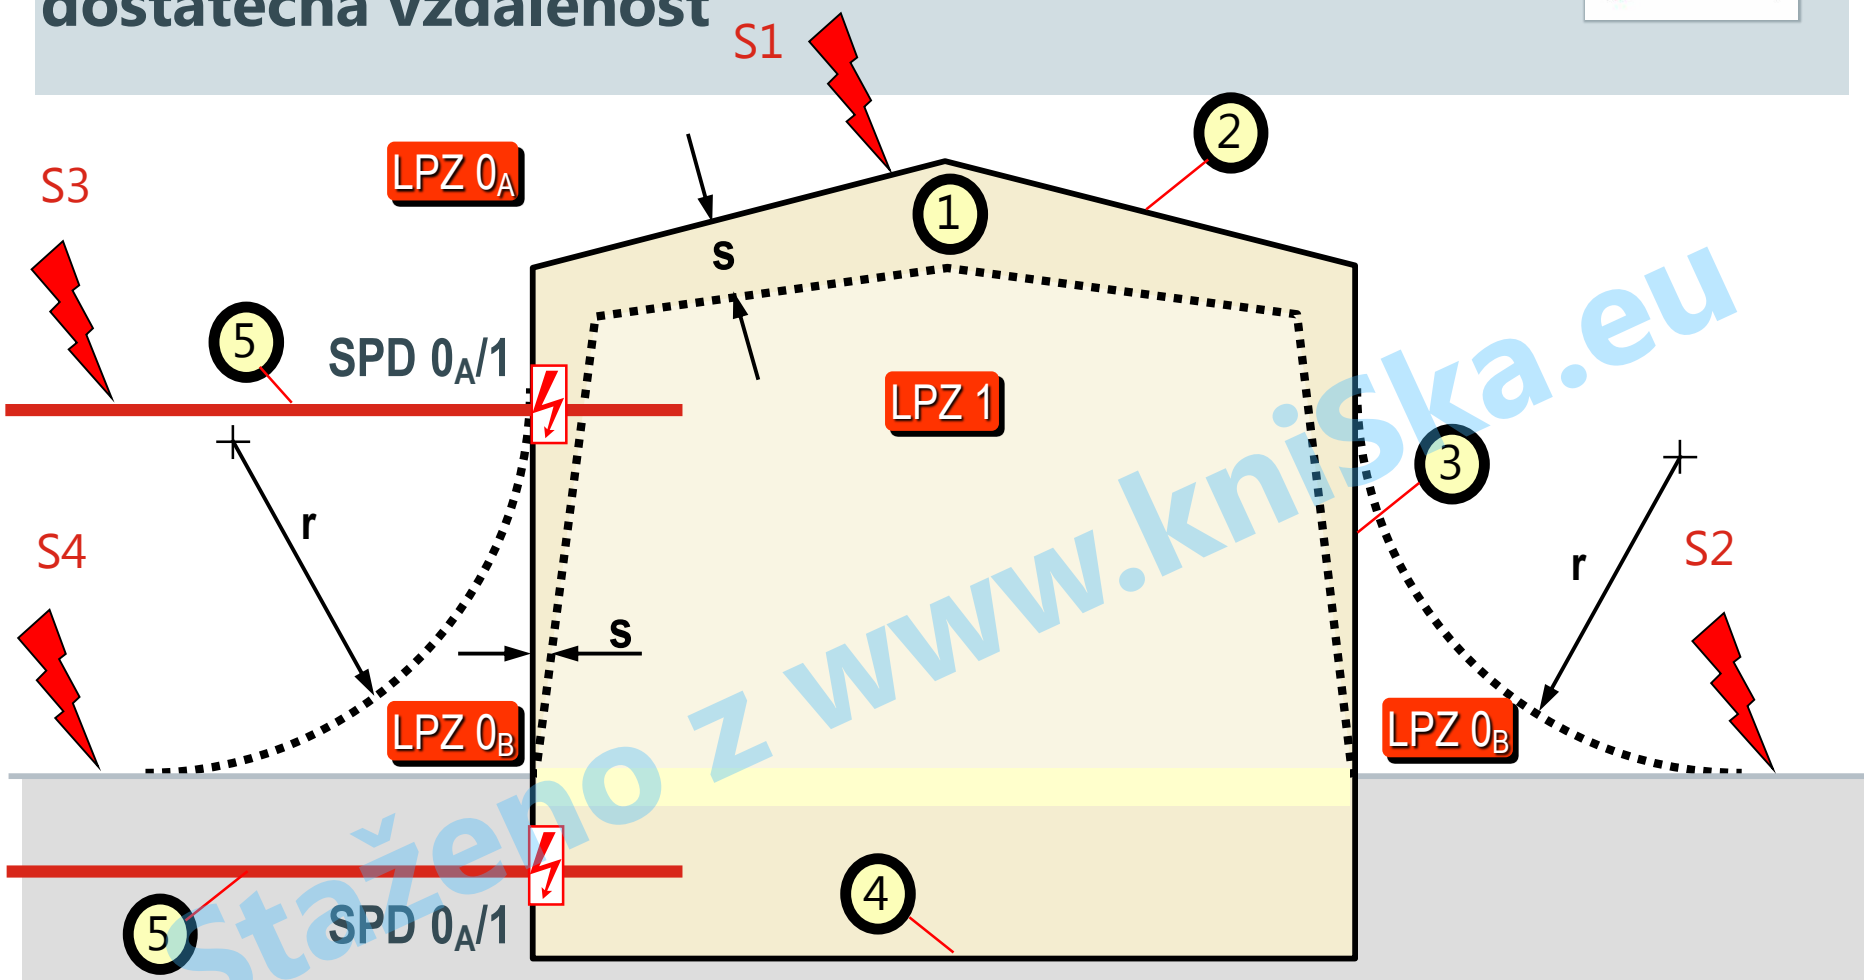 dostatečná vzdálenost
S1
2
LPZ 0A
S3
1
s
5
SPD 0A/1
LPZ 1
3
r
S4
r
S2
s
LPZ 0B
LPZ 0B
4
5
SPD 0A/1
Staženo z www.kniSka.eu